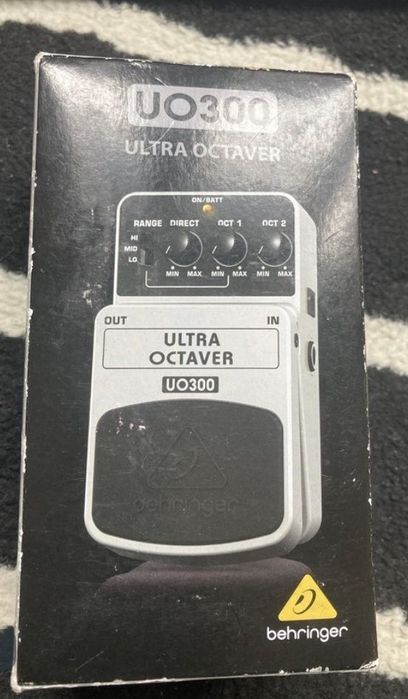 UO300
ULTRA OCTAVER
ON/BATT
RANGE DIRECT OCT 1 OCT 2
HI
MID
LO
MIN MAX MIN MAX MIN MAX
OUT IN
ULTRA
OCTAVER
UO300
behringer
behringer